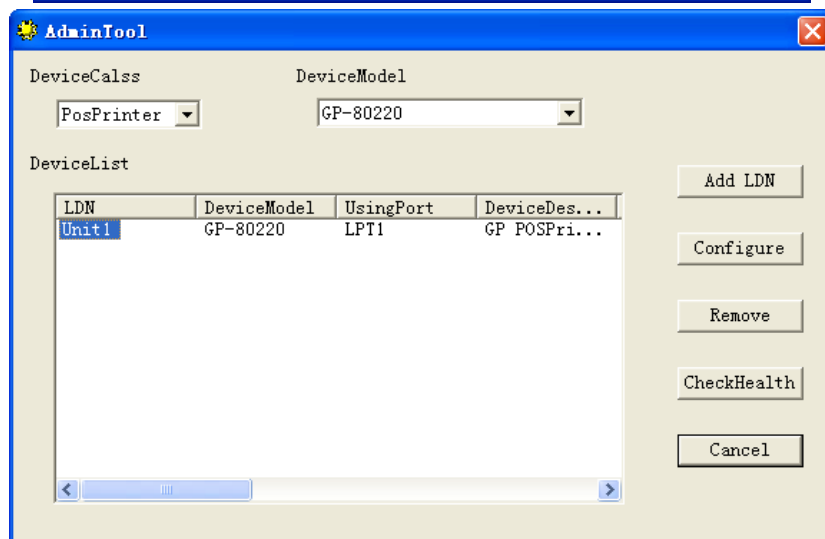 AdminTool
DeviceCalss DeviceModel
PosPrinter GP-80220
DeviceList
Add LDN
LDN DeviceModel UsingPort DeviceDes...
Unit1 GP-80220 LPT1 GP POSPri...
Configure
Remove
CheckHealth
Cancel